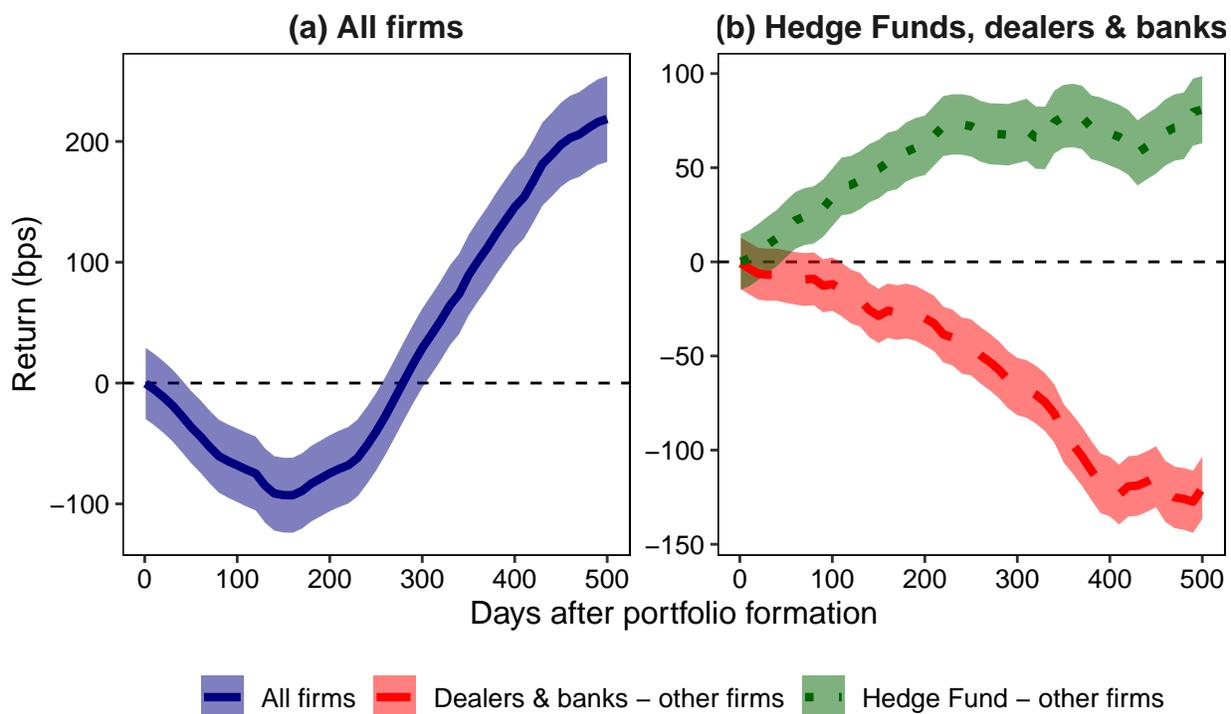 (a) All firms
(b) Hedge Funds, dealers & banks
Return (bps)
200
100
0
−100
0 100 200 300 400 500
100
50
0
−50
−100
−150
0 100 200 300 400 500
Days after portfolio formation
All firms Dealers & banks − other firms Hedge Fund − other firms